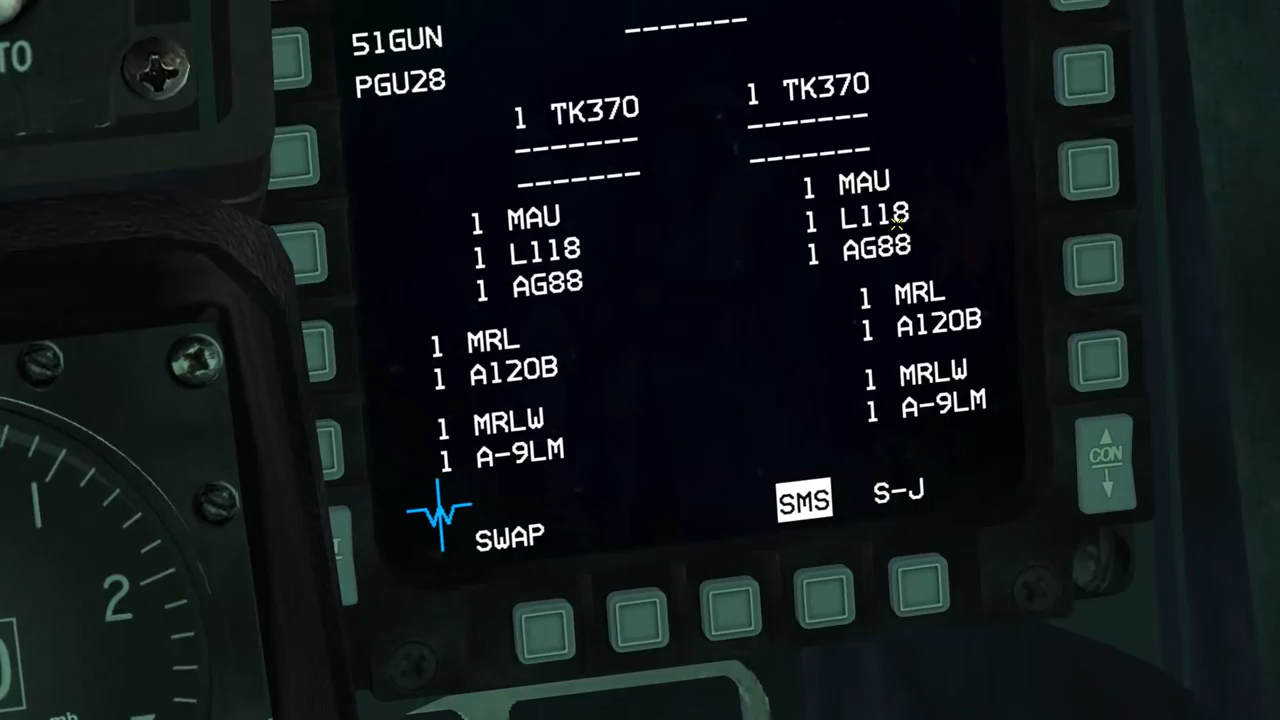 TO
51GUN
PGU28
1 TK370
1 TK370
1 MAU
1 L118
1 AG88
1 MAU
1 L118
1 AG88
1 MRL
1 A120B
1 MRL
1 A120B
1 MRLW
1 A-9LM
1 MRLW
1 A-9LM
SWAP
SMS
S-J
CON
1
2